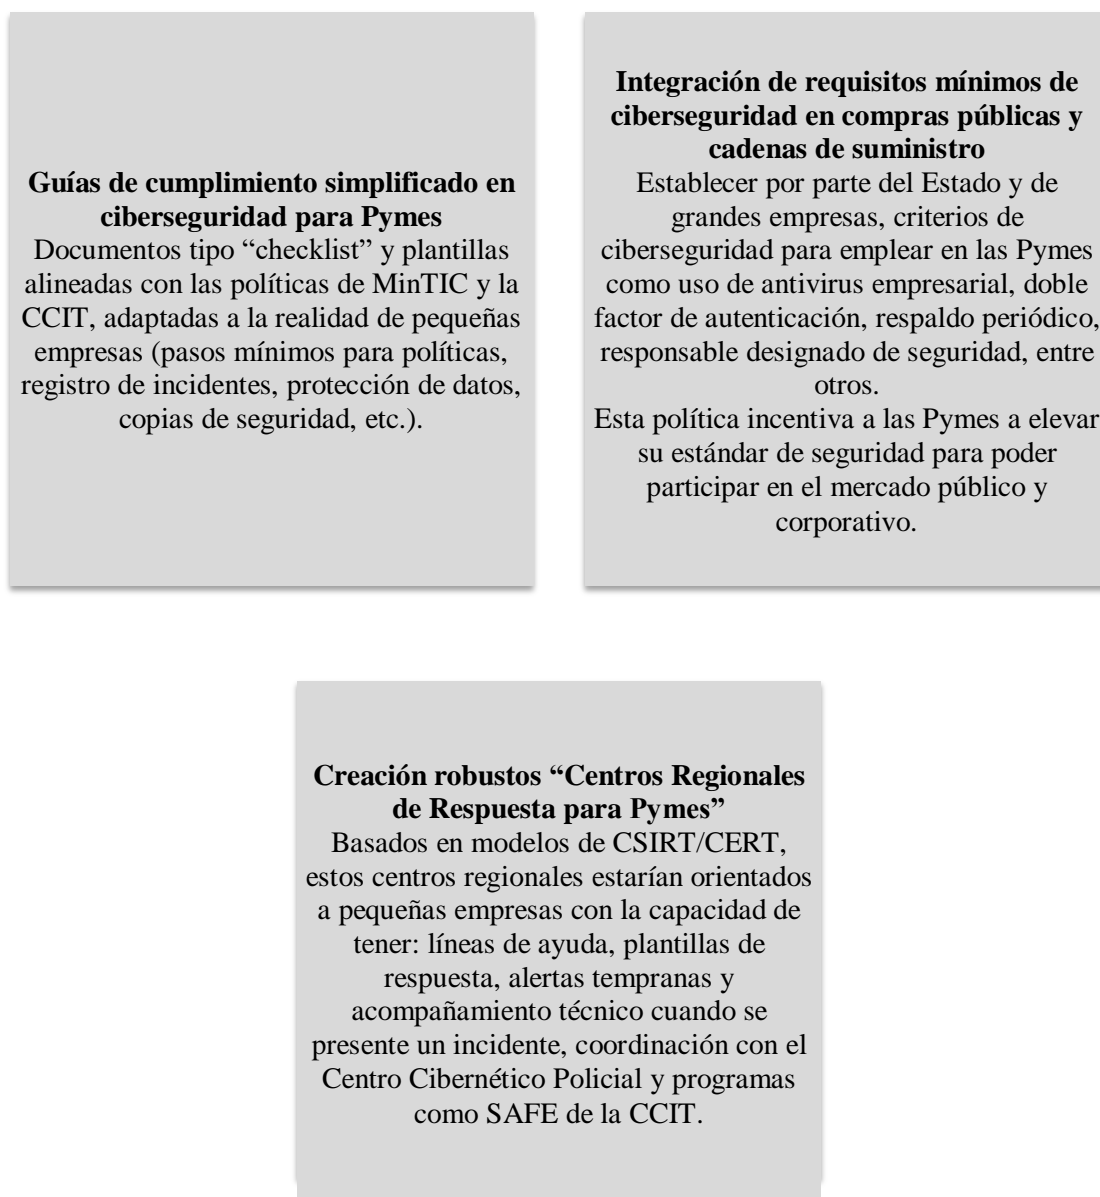 Guías de cumplimiento simplificado en
ciberseguridad para Pymes
Documentos tipo “checklist” y plantillas
alineadas con las políticas de MinTIC y la
CCIT, adaptadas a la realidad de pequeñas
empresas (pasos mínimos para políticas,
registro de incidentes, protección de datos,
copias de seguridad, etc.).
Integración de requisitos mínimos de
ciberseguridad en compras públicas y
cadenas de suministro
Establecer por parte del Estado y de
grandes empresas, criterios de
ciberseguridad para emplear en las Pymes
como uso de antivirus empresarial, doble
factor de autenticación, respaldo periódico,
responsable designado de seguridad, entre
otros.
Esta política incentiva a las Pymes a elevar
su estándar de seguridad para poder
participar en el mercado público y
corporativo.
Creación robustos “Centros Regionales
de Respuesta para Pymes”
Basados en modelos de CSIRT/CERT,
estos centros regionales estarían orientados
a pequeñas empresas con la capacidad de
tener: líneas de ayuda, plantillas de
respuesta, alertas tempranas y
acompañamiento técnico cuando se
presente un incidente, coordinación con el
Centro Cibernético Policial y programas
como SAFE de la CCIT.